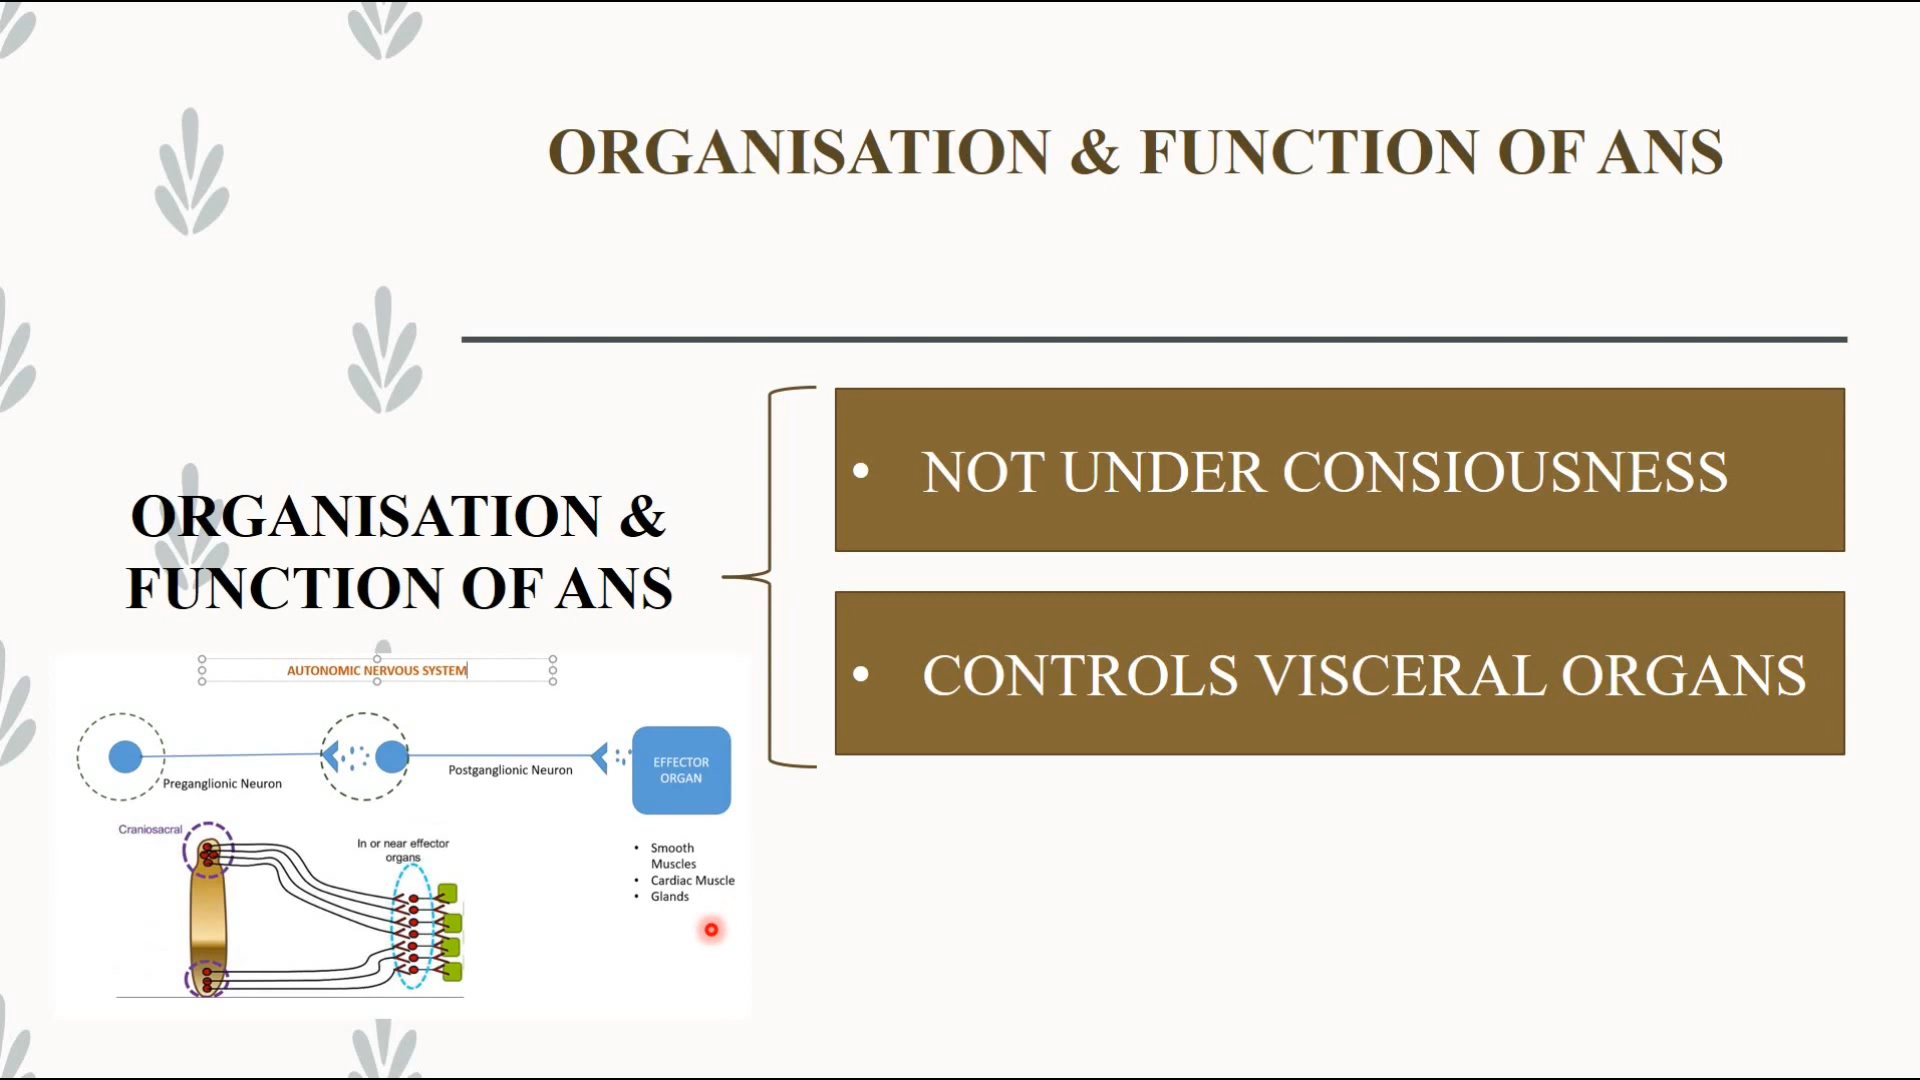 ORGANISATION & FUNCTION OF ANS
ORGANISATION &
FUNCTION OF ANS
• NOT UNDER CONSIOUSNESS
• CONTROLS VISCERAL ORGANS
AUTONOMIC NERVOUS SYSTEM
Preganglionic Neuron
Postganglionic Neuron
EFFECTOR
ORGAN
Craniosacral
In or near effector
organs
• Smooth
Muscles
• Cardiac Muscle
• Glands